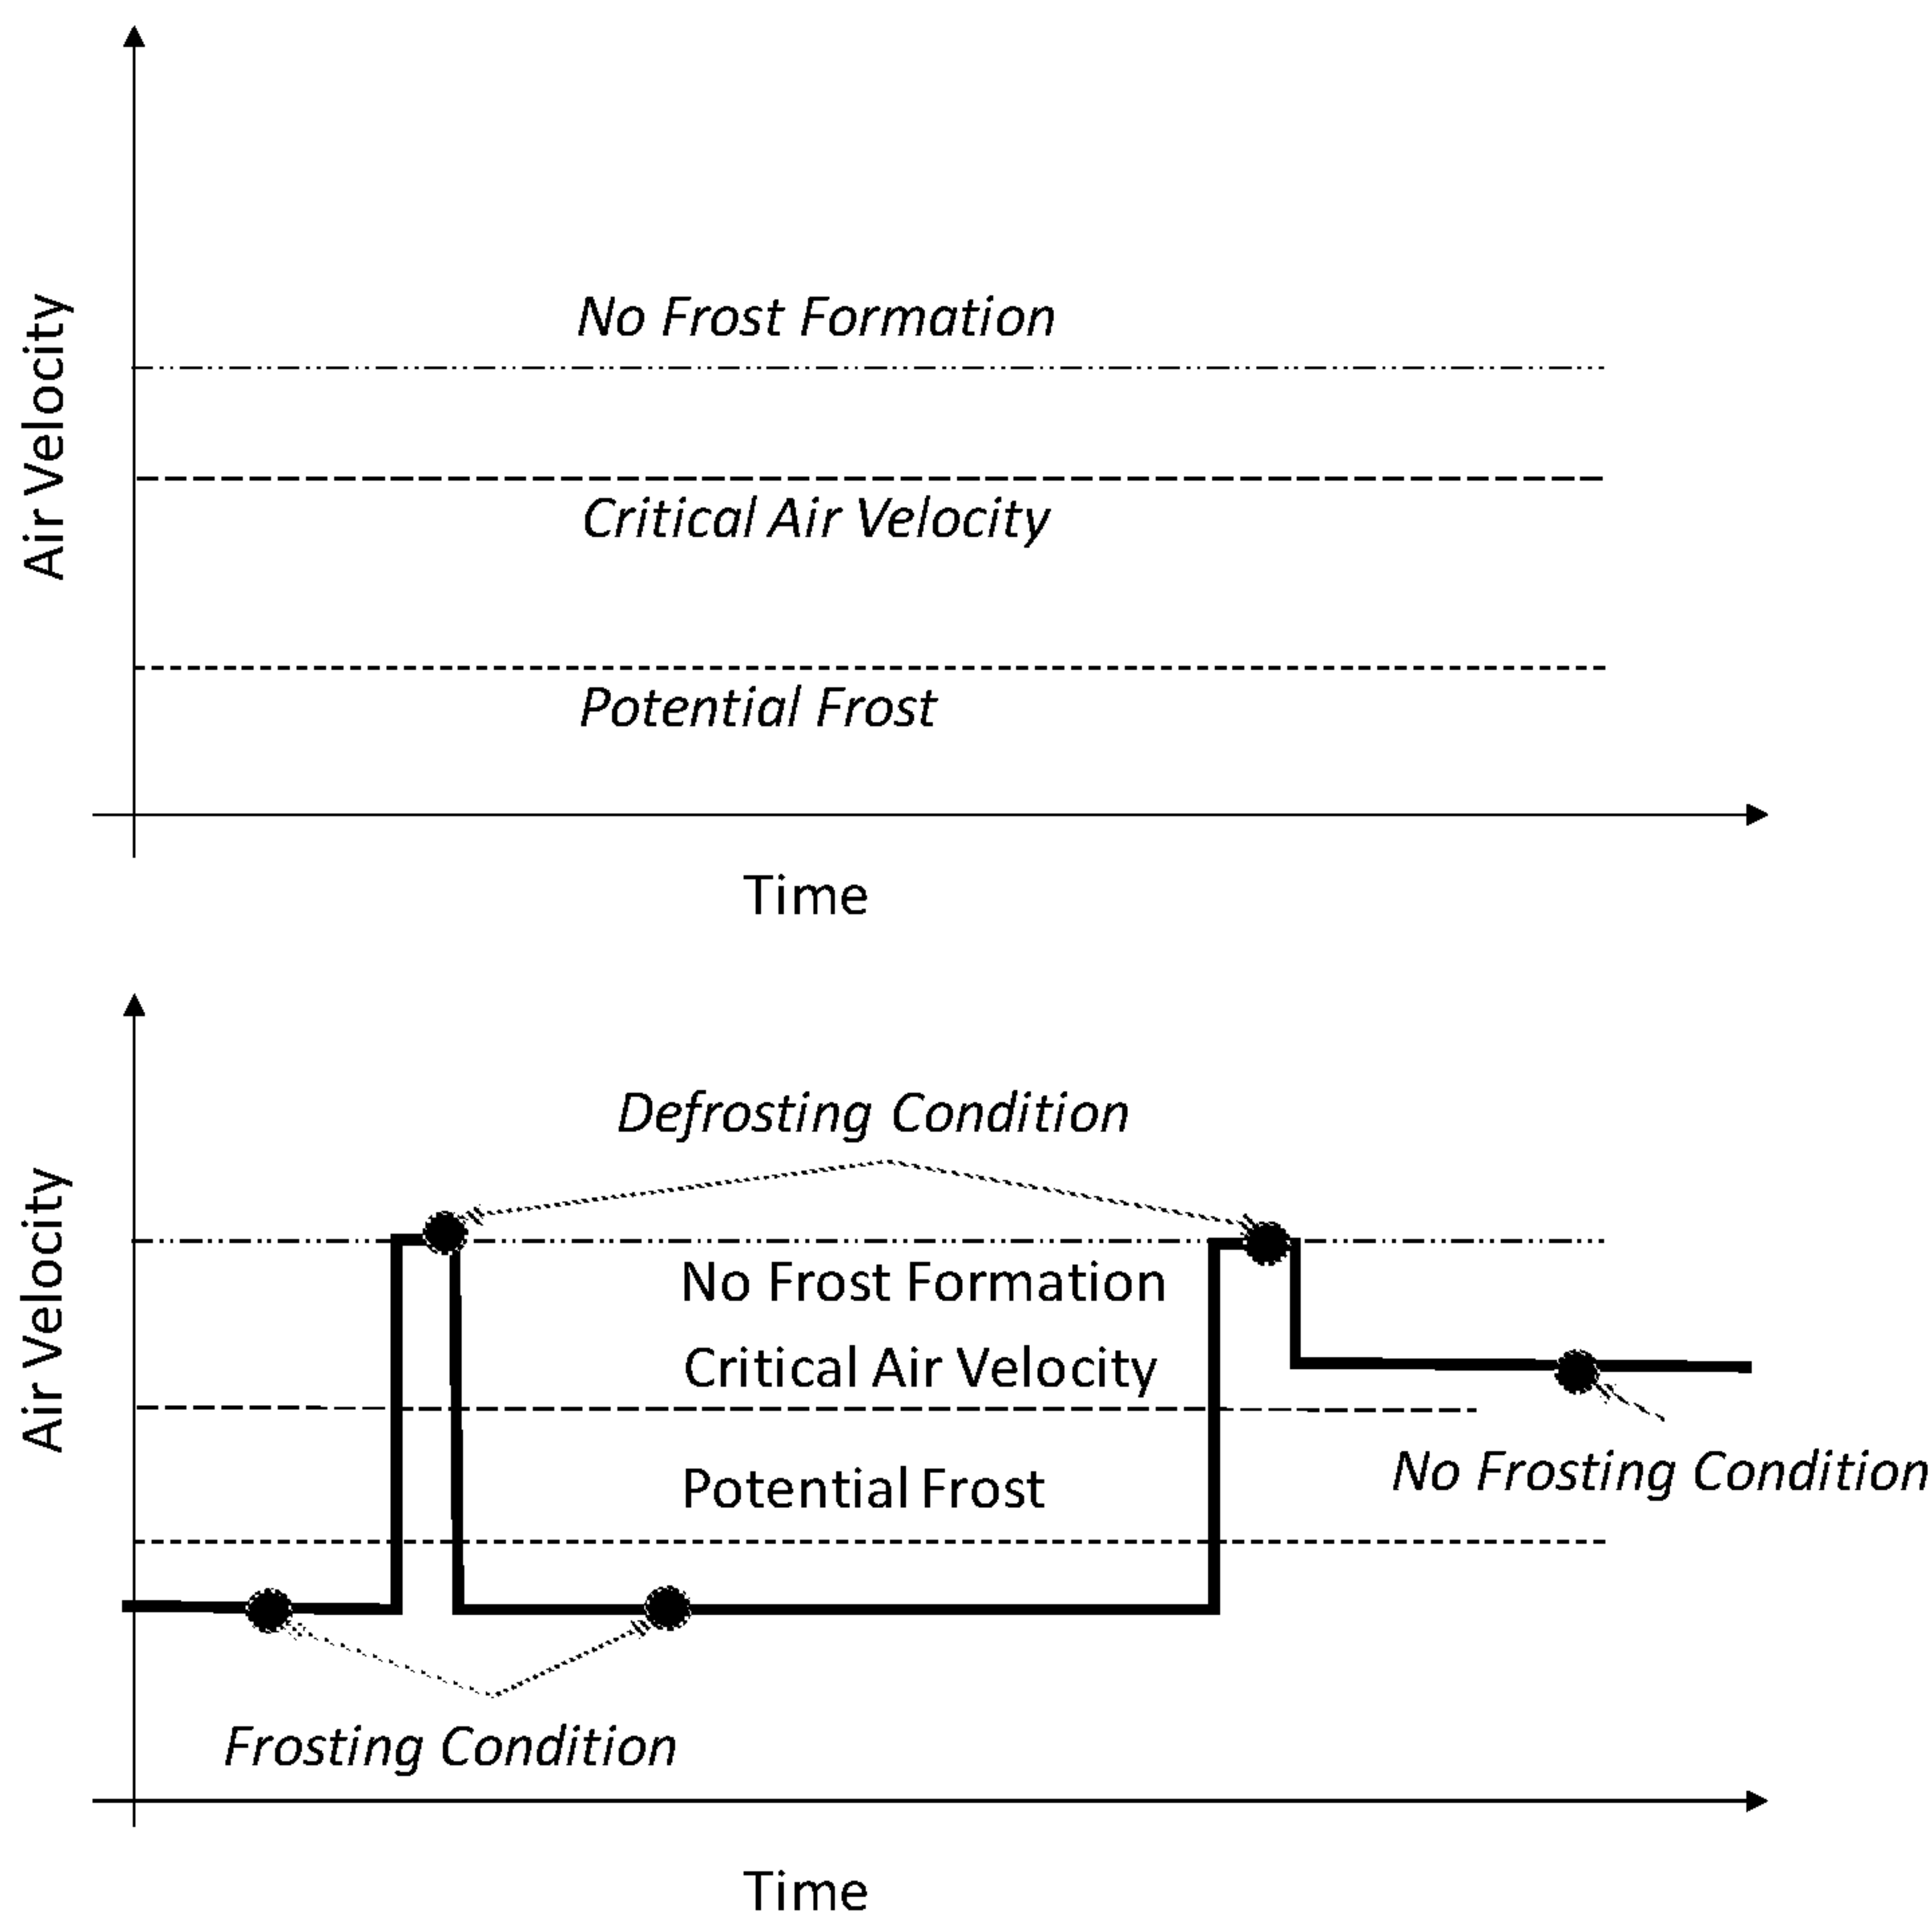 Air Velocity
No Frost Formation
Critical Air Velocity
Potential Frost
Time
Air Velocity
Defrosting Condition
No Frost Formation
Critical Air Velocity
Potential Frost
No Frosting Condition
Frosting Condition
Time